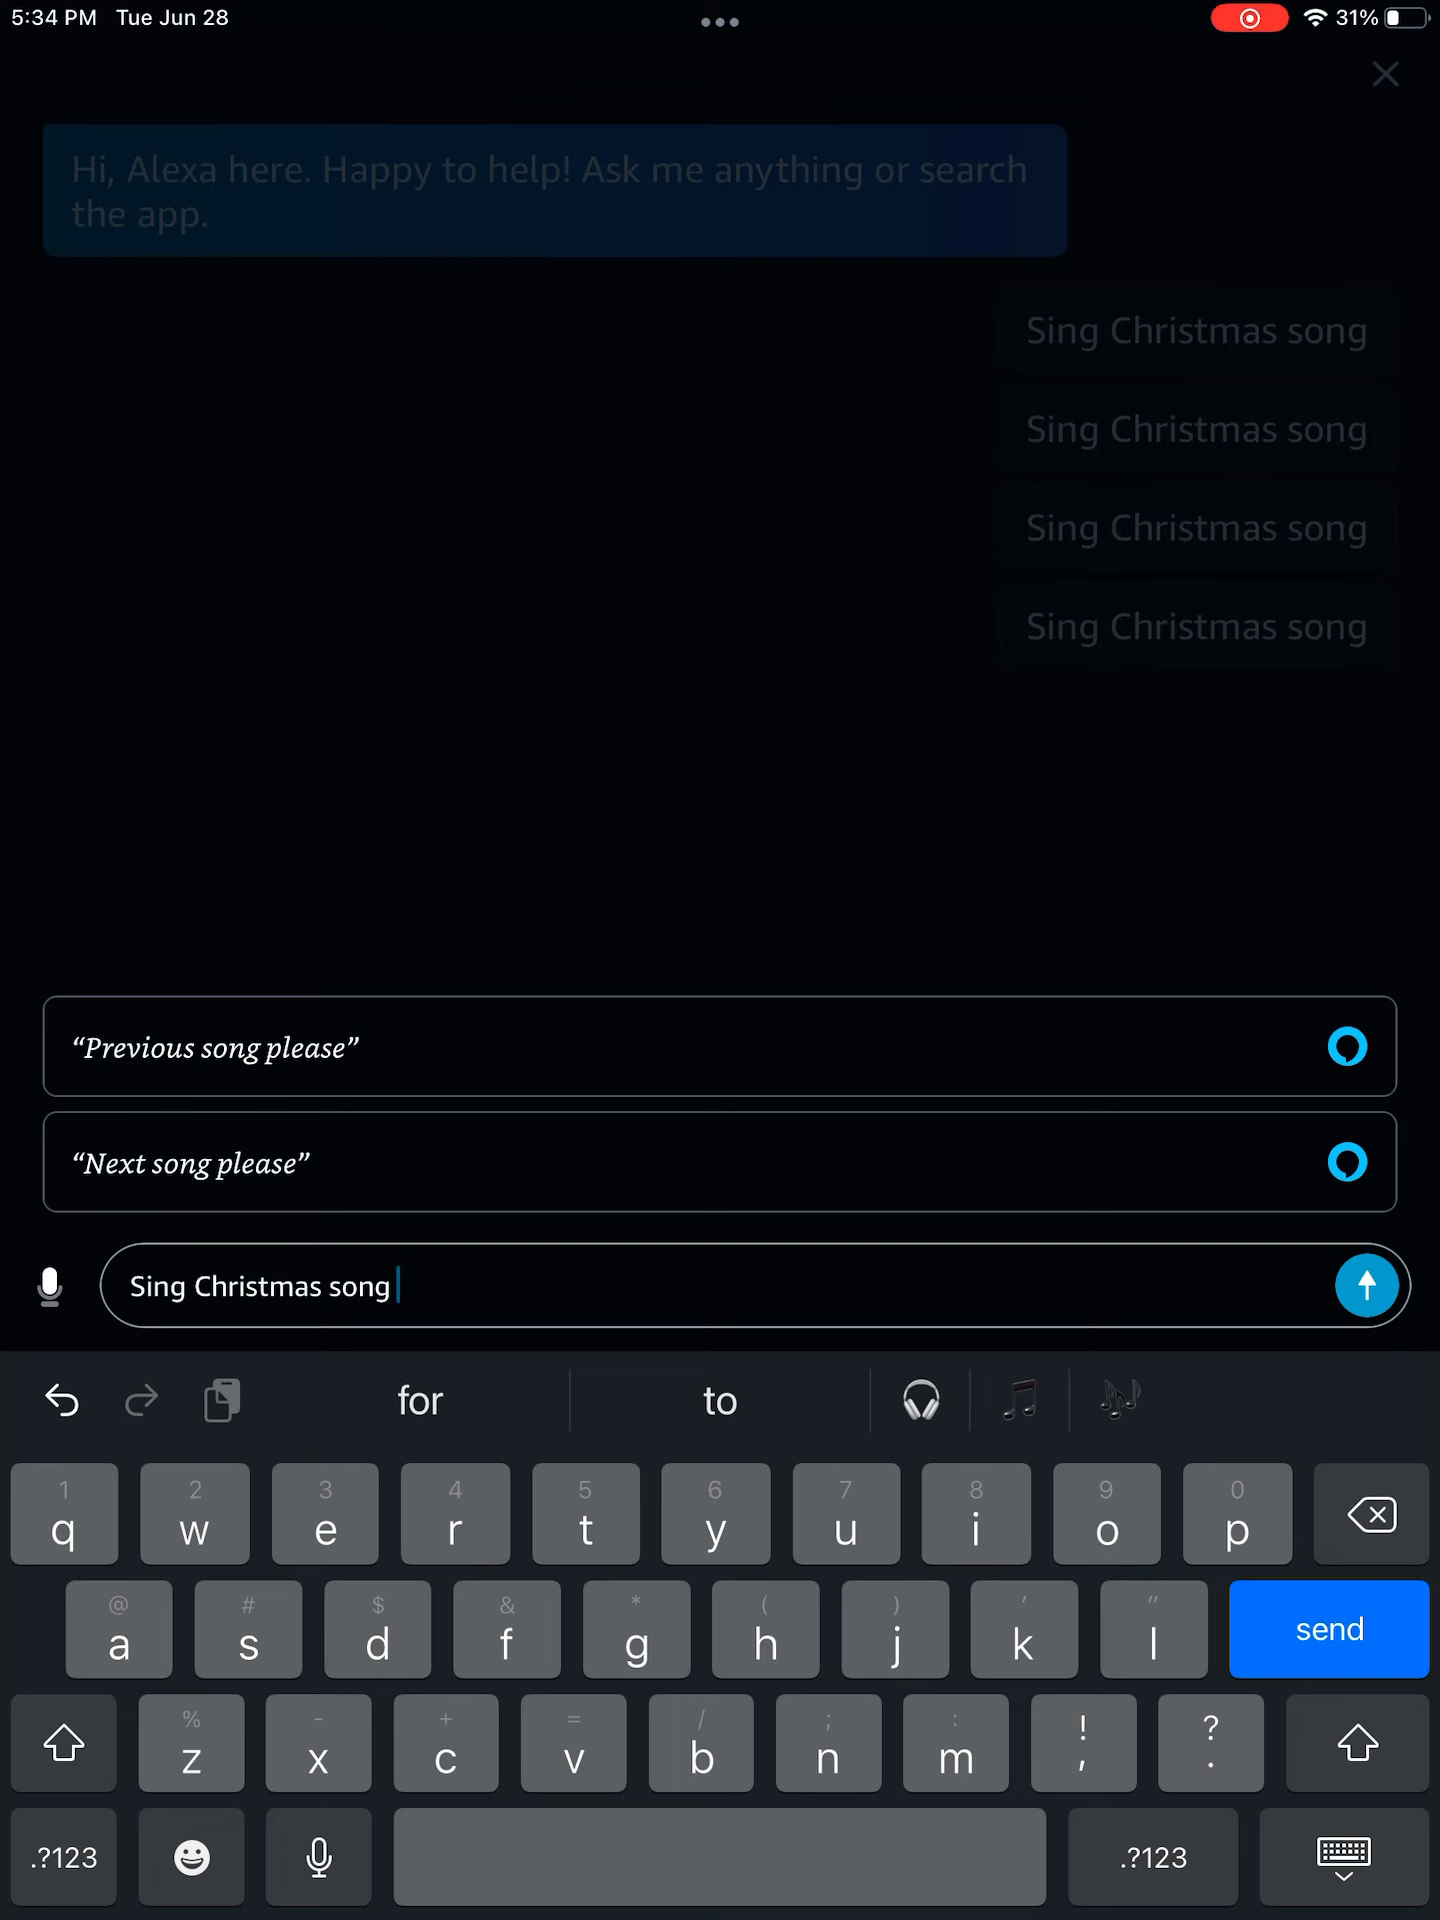 5:34 PM Tue Jun 28
31%
Hi, Alexa here. Happy to help! Ask me anything or search
the app.
Sing Christmas song
Sing Christmas song
Sing Christmas song
Sing Christmas song
“Previous song please”
“Next song please”
Sing Christmas song
for to
1 2 3 4 5 6 7 8 9 0
q w e r t y u i o p
@ # $ & * ( ) ' "
a s d f g h j k l send
% - + = / ; : ! ?
z x c v b n m , .
.?123 .?123